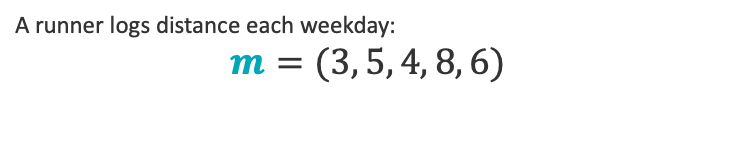 A runner logs distance each weekday:
m = (3, 5, 4, 8, 6)